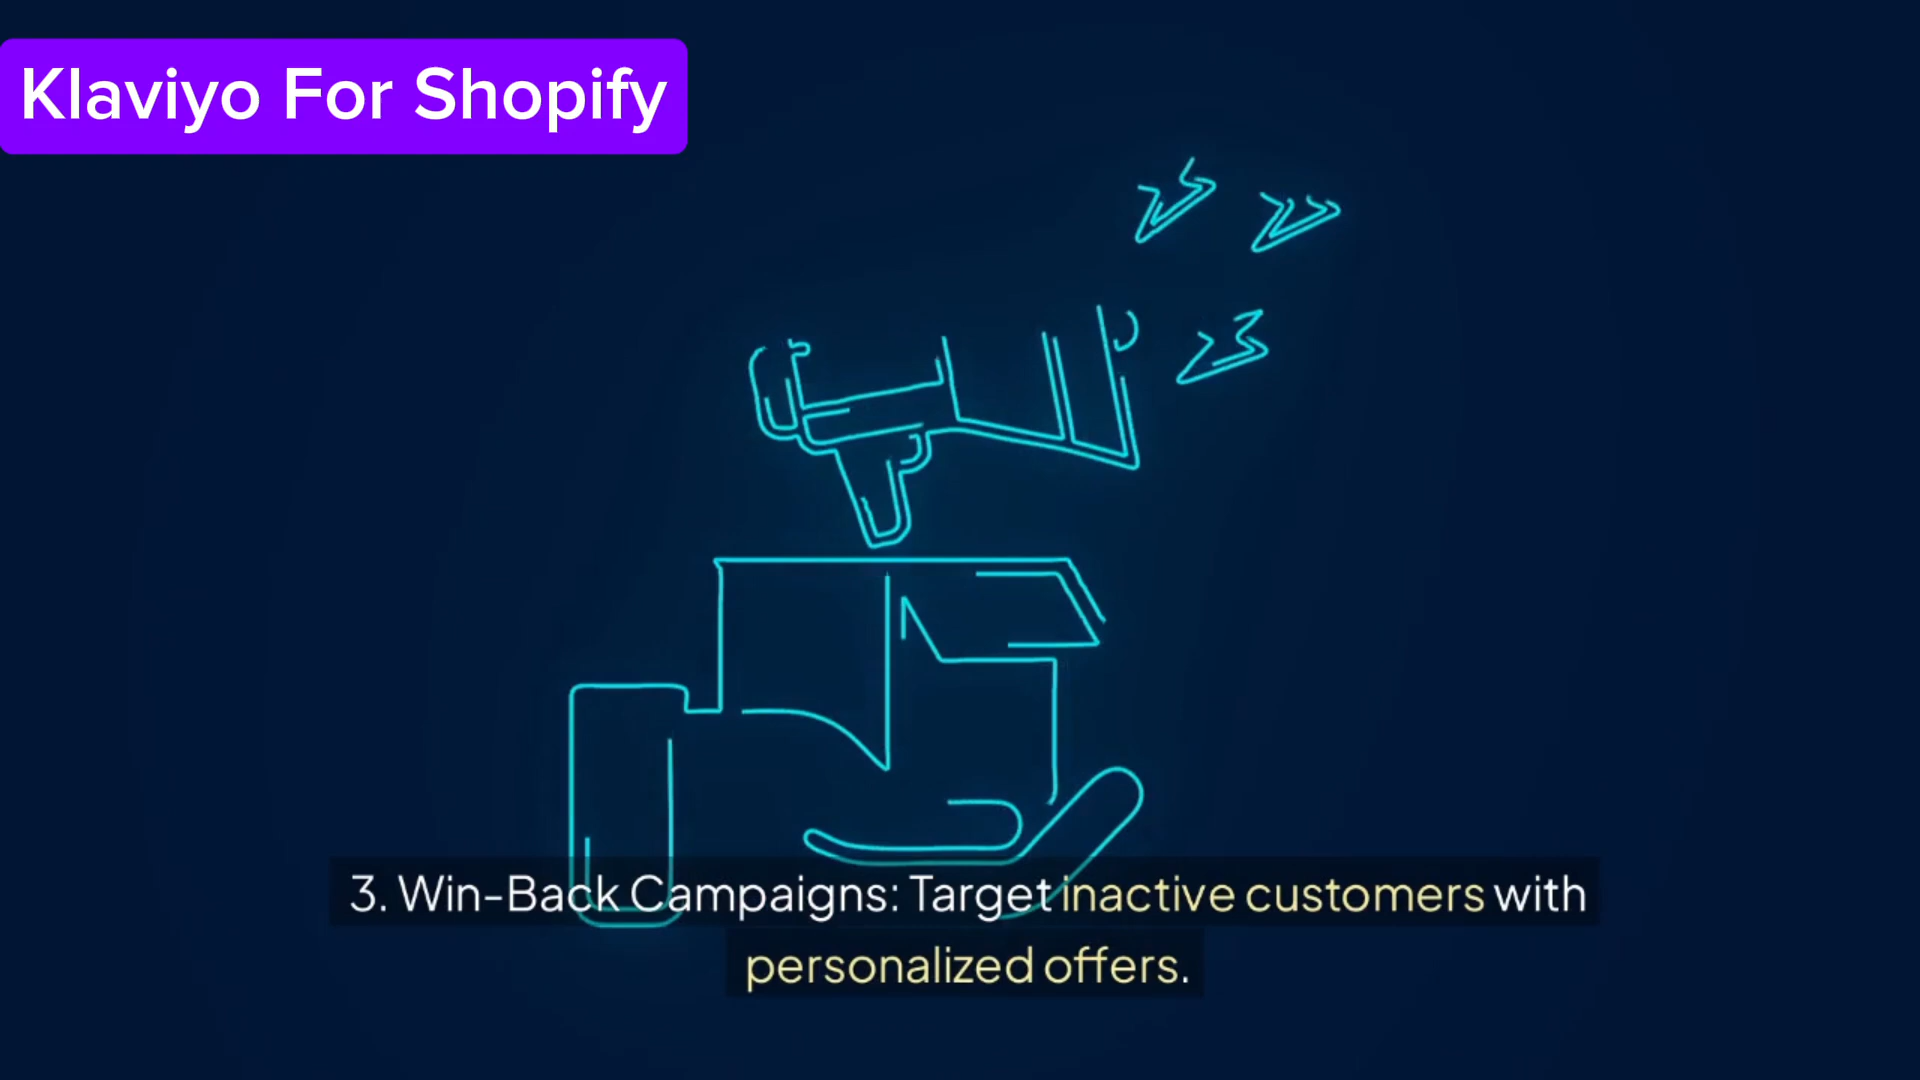 Klaviyo For Shopify
3. Win-Back Campaigns: Target inactive customers with
personalized offers.